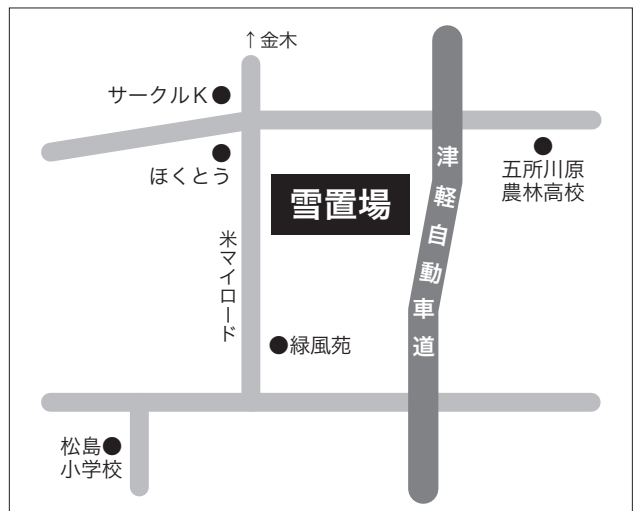 ↑金木
サークルＫ
ほくとう
五所川原
農林高校
雪置場
津軽自動車道
米マイロード
緑風苑
松島
小学校